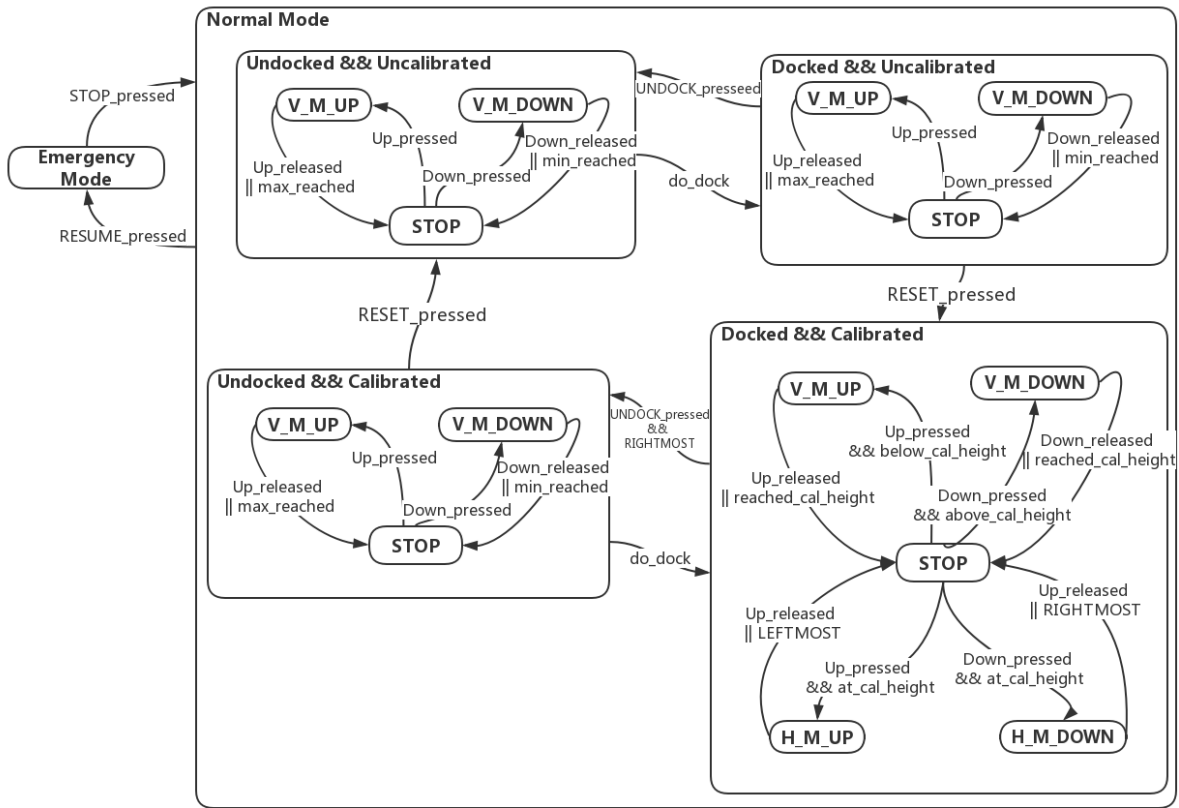 Normal Mode
Undocked && Uncalibrated
V_M_UP
V_M_DOWN
Up_pressed
Down_released
|| min_reached
Up_released
|| max_reached
Down_pressed
STOP
UNDOCK_presseed
do_dock
Docked && Uncalibrated
V_M_UP
V_M_DOWN
Up_pressed
Down_released
|| min_reached
Up_released
|| max_reached
Down_pressed
STOP
STOP_pressed
Emergency
Mode
RESUME_pressed
RESET_pressed
RESET_pressed
Undocked && Calibrated
V_M_UP
V_M_DOWN
Up_pressed
Down_released
|| min_reached
Up_released
|| max_reached
Down_pressed
STOP
UNDOCK_pressed
&&
RIGHTMOST
do_dock
Docked && Calibrated
V_M_UP
V_M_DOWN
Up_pressed
&& below_cal_height
Down_released
|| reached_cal_height
Up_released
|| reached_cal_height
Down_pressed
&& above_cal_height
STOP
Up_released
|| LEFTMOST
Up_released
|| RIGHTMOST
Up_pressed
&& at_cal_height
Down_pressed
&& at_cal_height
H_M_UP
H_M_DOWN